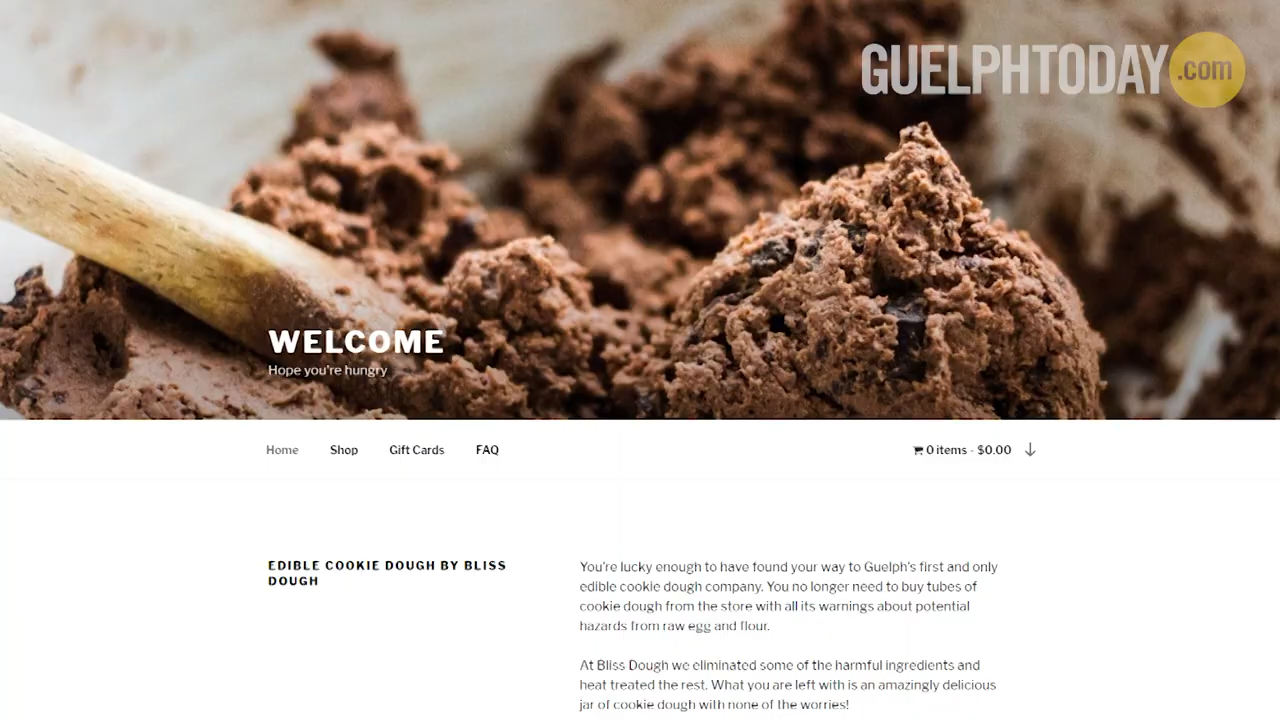 GUELPHTODAY.com
WELCOME
Hope you're hungry
Home Shop Gift Cards FAQ 0 items - $0.00
EDIBLE COOKIE DOUGH BY BLISS
DOUGH
You're lucky enough to have found your way to Guelph's first and only
edible cookie dough company. You no longer need to buy tubes of
cookie dough from the store with all its warnings about potential
hazards from raw egg and flour.
At Bliss Dough we eliminated some of the harmful ingredients and
heat treated the rest. What you are left with is an amazingly delicious
jar of cookie dough with none of the worries!